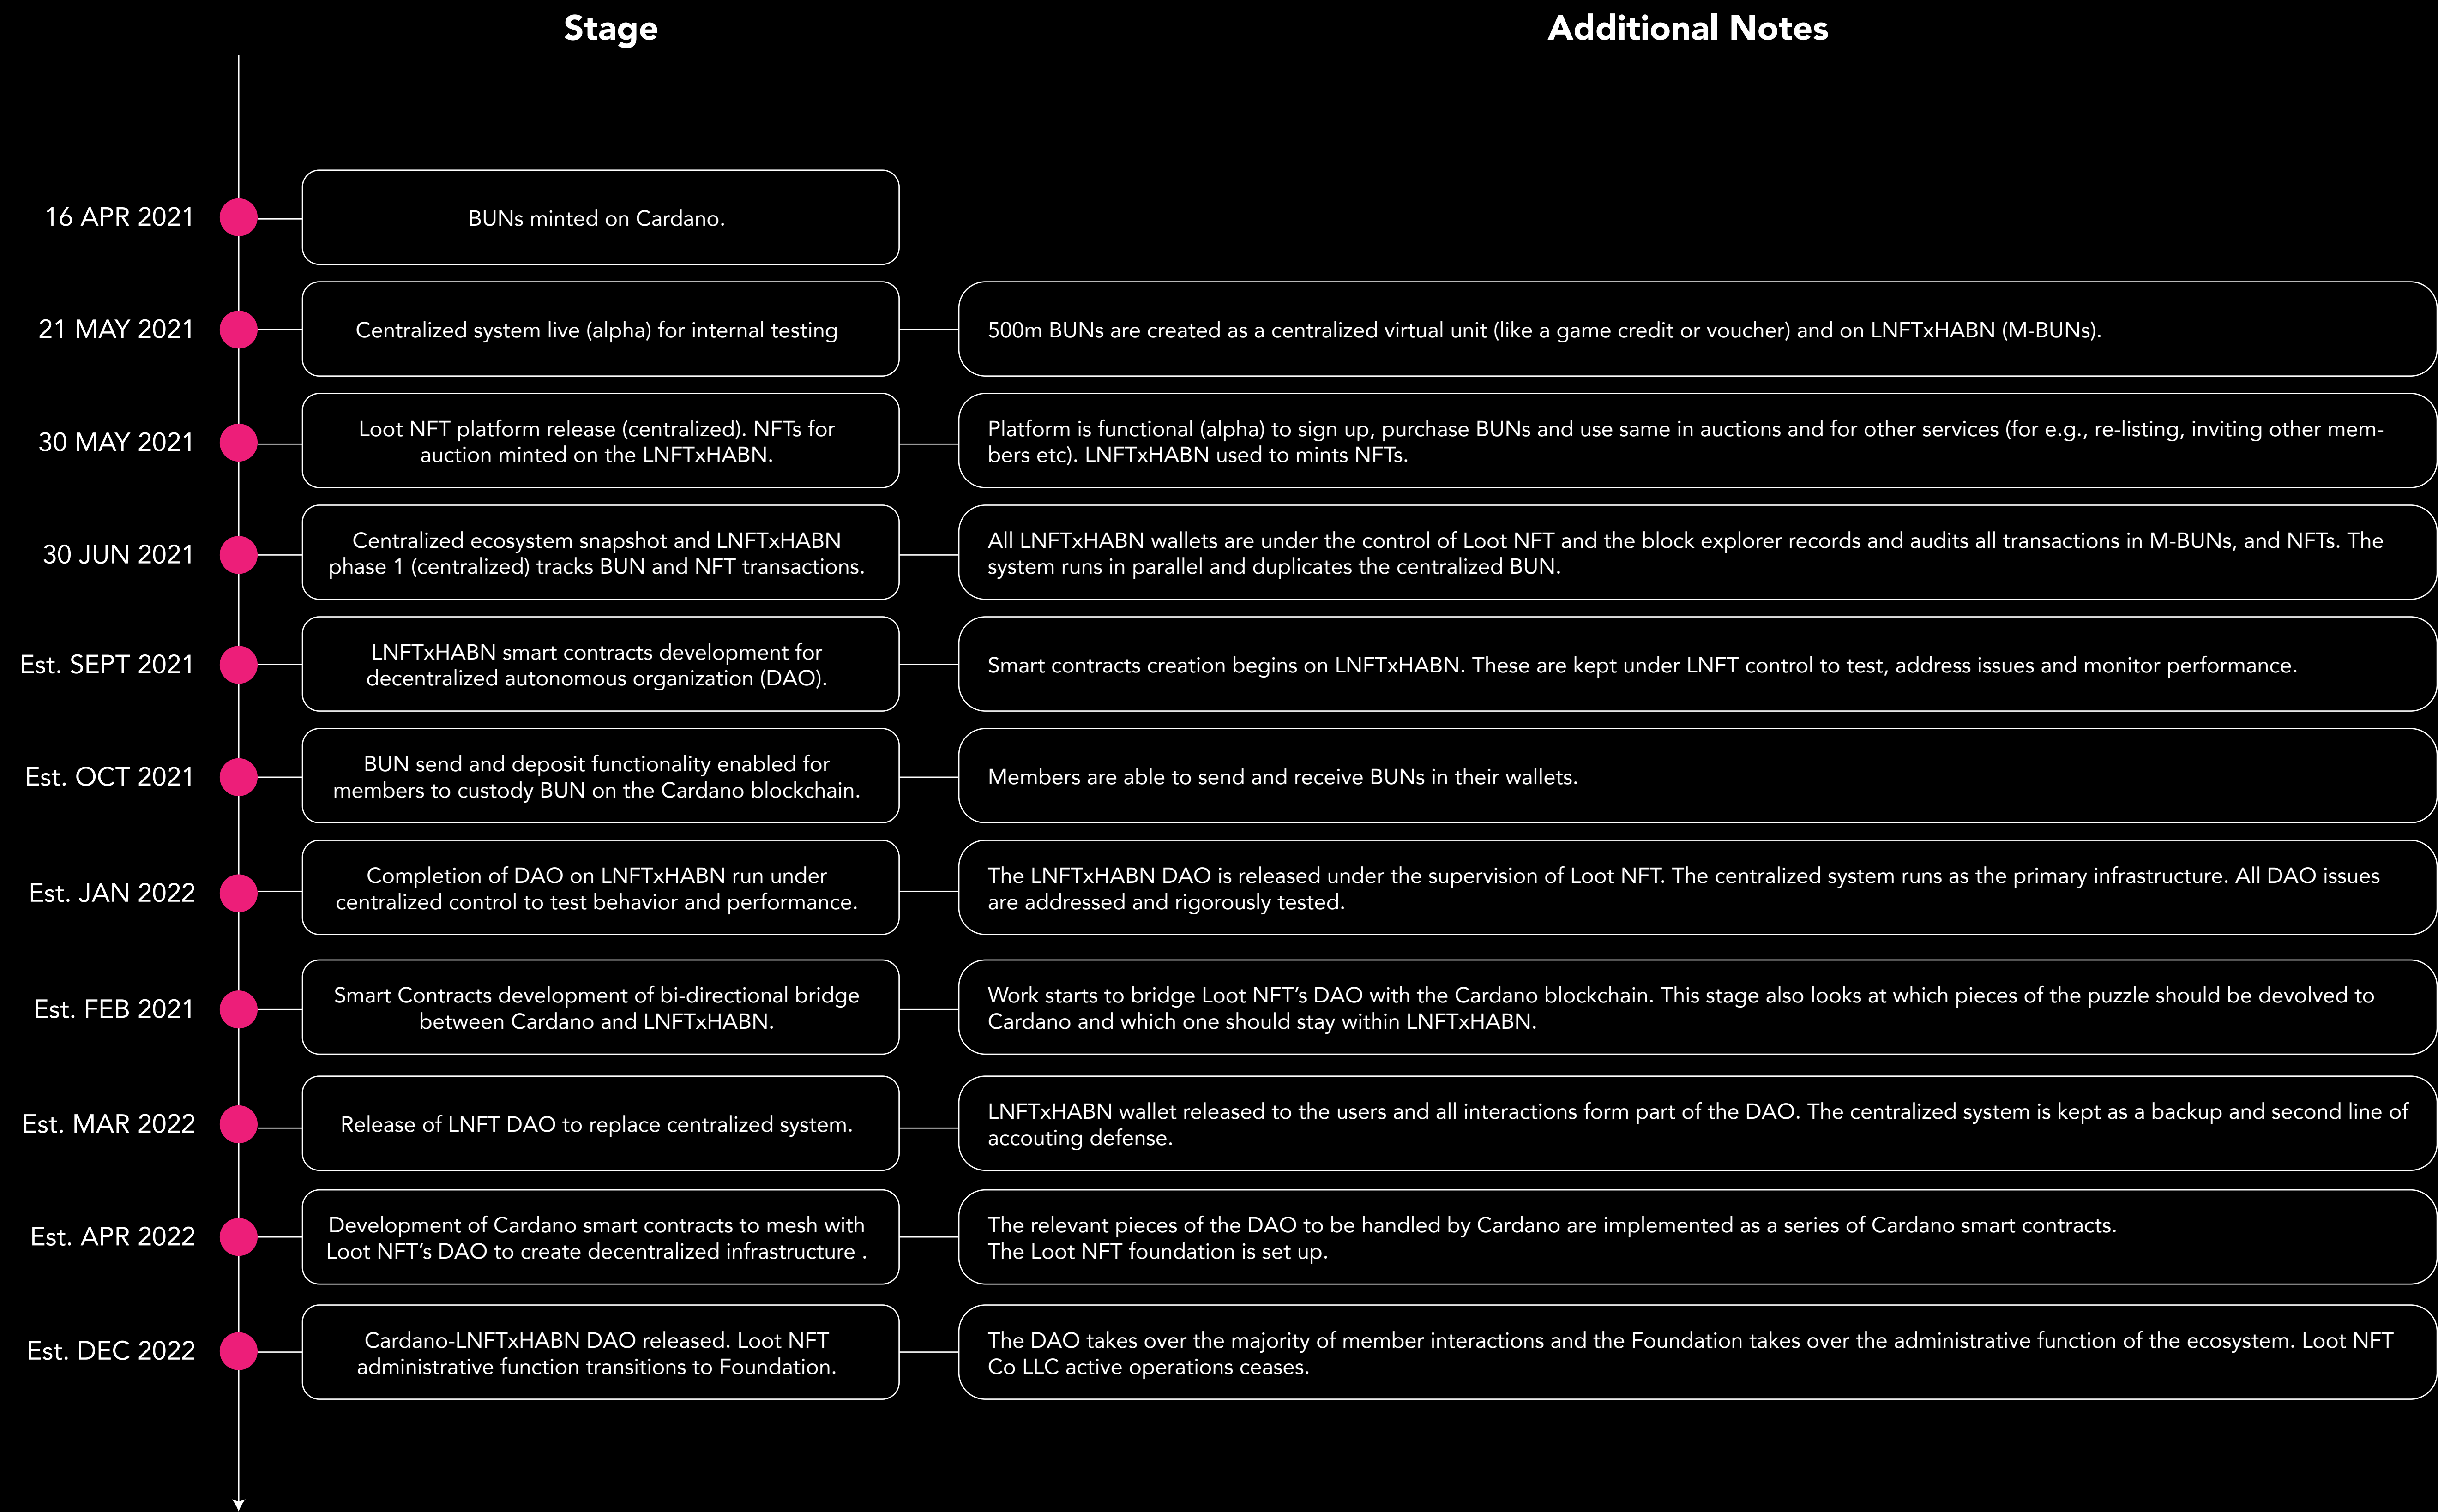 Stage
Additional Notes
16 APR 2021
BUNs minted on Cardano.
21 MAY 2021
Centralized system live (alpha) for internal testing
500m BUNs are created as a centralized virtual unit (like a game credit or voucher) and on LNFTxHABN (M-BUNs).
30 MAY 2021
Loot NFT platform release (centralized). NFTs for
auction minted on the LNFTxHABN.
Platform is functional (alpha) to sign up, purchase BUNs and use same in auctions and for other services (for e.g., re-listing, inviting other mem-
bers etc). LNFTxHABN used to mints NFTs.
30 JUN 2021
Centralized ecosystem snapshot and LNFTxHABN
phase 1 (centralized) tracks BUN and NFT transactions.
All LNFTxHABN wallets are under the control of Loot NFT and the block explorer records and audits all transactions in M-BUNs, and NFTs. The
system runs in parallel and duplicates the centralized BUN.
Est. SEPT 2021
LNFTxHABN smart contracts development for
decentralized autonomous organization (DAO).
Smart contracts creation begins on LNFTxHABN. These are kept under LNFT control to test, address issues and monitor performance.
Est. OCT 2021
BUN send and deposit functionality enabled for
members to custody BUN on the Cardano blockchain.
Members are able to send and receive BUNs in their wallets.
Est. JAN 2022
Completion of DAO on LNFTxHABN run under
centralized control to test behavior and performance.
The LNFTxHABN DAO is released under the supervision of Loot NFT. The centralized system runs as the primary infrastructure. All DAO issues
are addressed and rigorously tested.
Est. FEB 2021
Smart Contracts development of bi-directional bridge
between Cardano and LNFTxHABN.
Work starts to bridge Loot NFT’s DAO with the Cardano blockchain. This stage also looks at which pieces of the puzzle should be devolved to
Cardano and which one should stay within LNFTxHABN.
Est. MAR 2022
Release of LNFT DAO to replace centralized system.
LNFTxHABN wallet released to the users and all interactions form part of the DAO. The centralized system is kept as a backup and second line of
accouting defense.
Est. APR 2022
Development of Cardano smart contracts to mesh with
Loot NFT’s DAO to create decentralized infrastructure .
The relevant pieces of the DAO to be handled by Cardano are implemented as a series of Cardano smart contracts.
The Loot NFT foundation is set up.
Est. DEC 2022
Cardano-LNFTxHABN DAO released. Loot NFT
administrative function transitions to Foundation.
The DAO takes over the majority of member interactions and the Foundation takes over the administrative function of the ecosystem. Loot NFT
Co LLC active operations ceases.